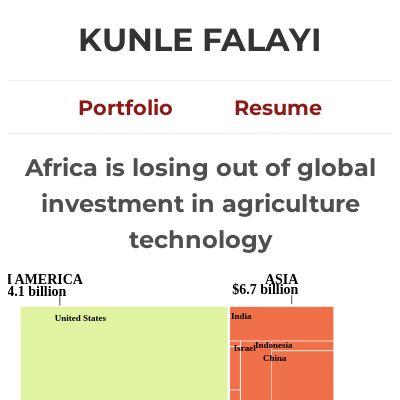 KUNLE FALAYI
Portfolio Resume
Africa is losing out of global
investment in agriculture
technology
AMERICA ASIA
4.1 billion $6.7 billion
United States India
Israel Indonesia
China